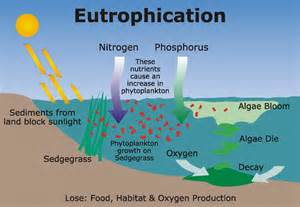 Eutrophication
Nitrogen Phosphorus
These
nutrients
cause an
increase in
phytoplankton
Sediments from
land block sunlight
Algae Bloom
Algae Die
Phytoplankton
growth on
Sedgegrass
Sedgegrass
Oxygen
Decay
Lose: Food, Habitat & Oxygen Production